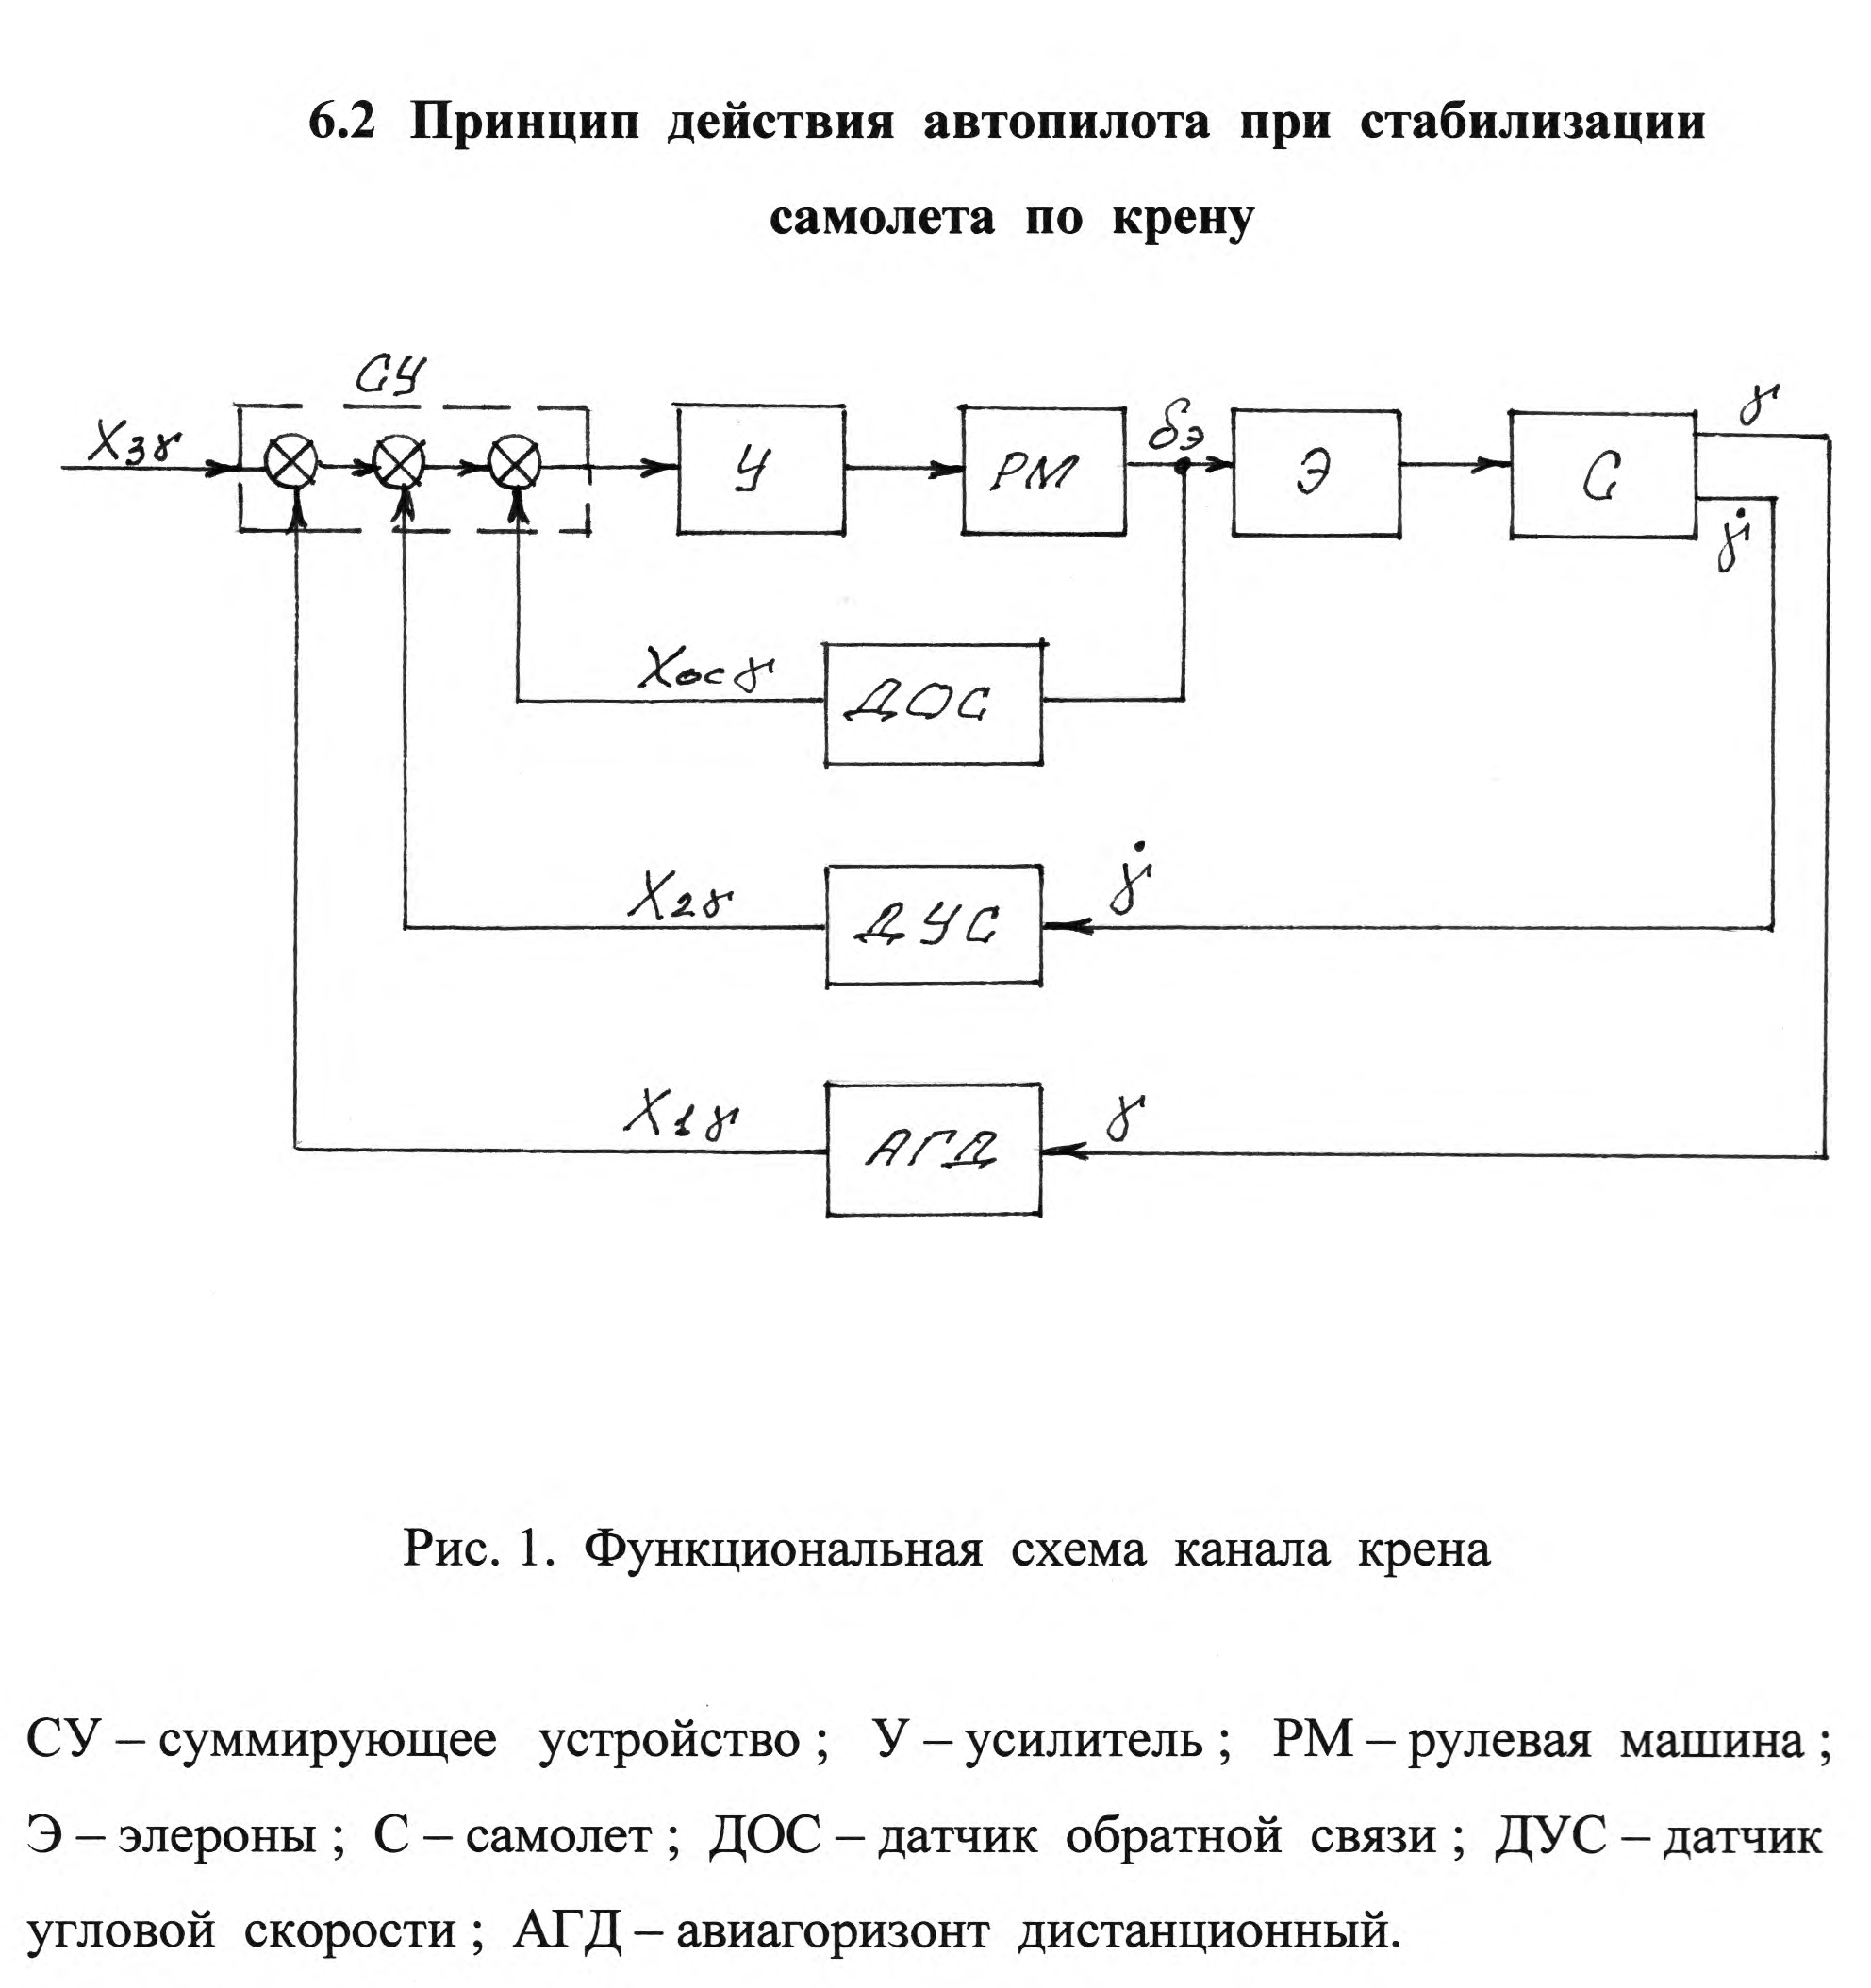 6.2 Принцип действия автопилота при стабилизации
самолета по крену
СУ
Xзγ
У
РМ
δэ
Э
С
γ
γ̇
Xосγ
ДОС
X2γ
ДУС
γ̇
X1γ
АГД
γ
Рис. 1. Функциональная схема канала крена
СУ – суммирующее устройство ; У – усилитель ; РМ – рулевая машина ;
Э – элероны ; С – самолет ; ДОС – датчик обратной связи ; ДУС – датчик
угловой скорости ; АГД – авиагоризонт дистанционный.